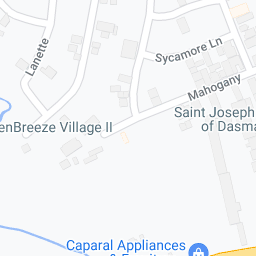 Sycamore Ln
Lanette
Mahogany
Saint Joseph
of Dasma
enBreeze Village II
Caparal Appliances